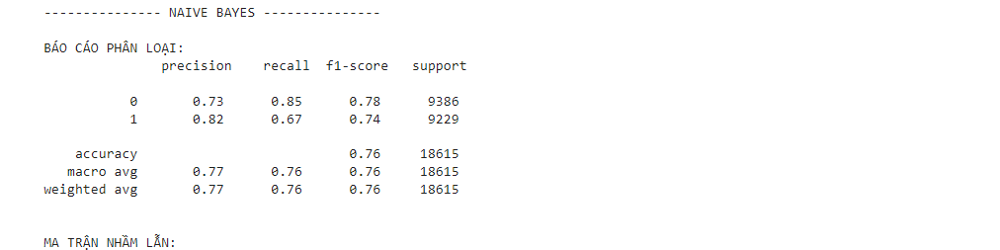 --------------- NAIVE BAYES ---------------
BÁO CÁO PHÂN LOẠI:
precision recall f1-score support
0 0.73 0.85 0.78 9386
1 0.82 0.67 0.74 9229
accuracy 0.76 18615
macro avg 0.77 0.76 0.76 18615
weighted avg 0.77 0.76 0.76 18615
MA TRẬN NHẦM LẪN: